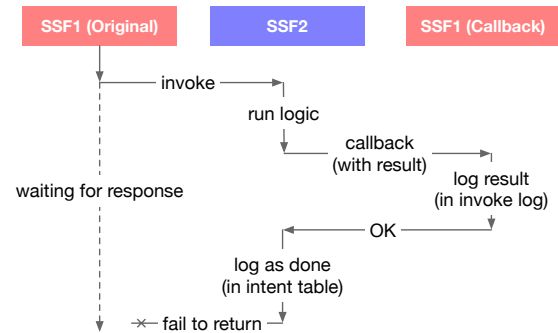 SSF1 (Original)
SSF2
SSF1 (Callback)
invoke
run logic
callback
(with result)
waiting for response
log result
(in invoke log)
OK
log as done
(in intent table)
fail to return